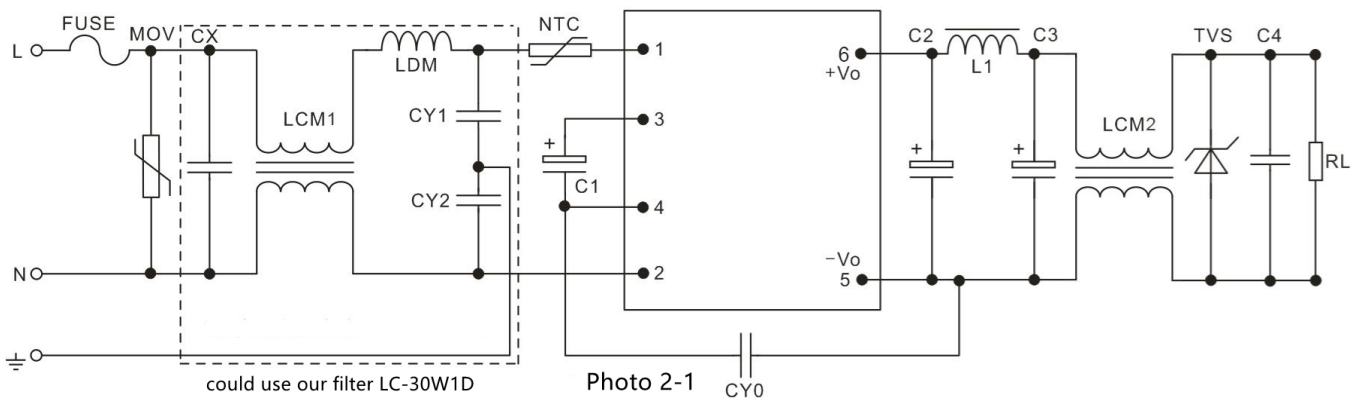 FUSE
MOV
CX
L
LDM
NTC
1
C2
C3
TVS
C4
6
+Vo
L1
LCM1
CY1
3
LCM2
+
+
+
C1
RL
CY2
4
N
2
−Vo
5
could use our filter LC-30W1D
Photo 2-1
CY0